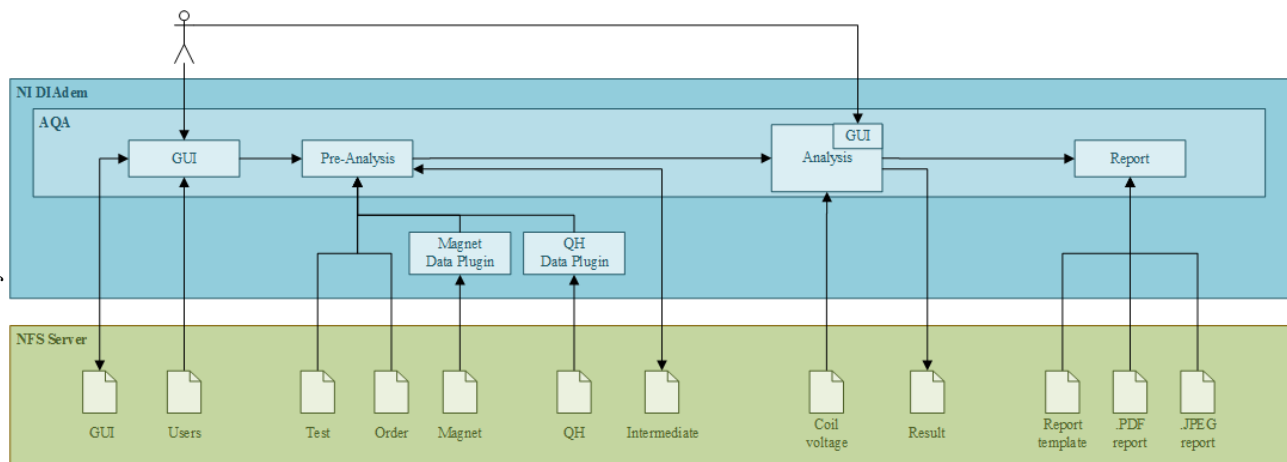 NI DIAdem
AQA
GUI
Pre-Analysis
GUI
Analysis
Report
Magnet
Data Plugin
QH
Data Plugin
NFS Server
GUI
Users
Test
Order
Magnet
QH
Intermediate
Coil
voltage
Result
Report
template
.PDF
report
.JPEG
report